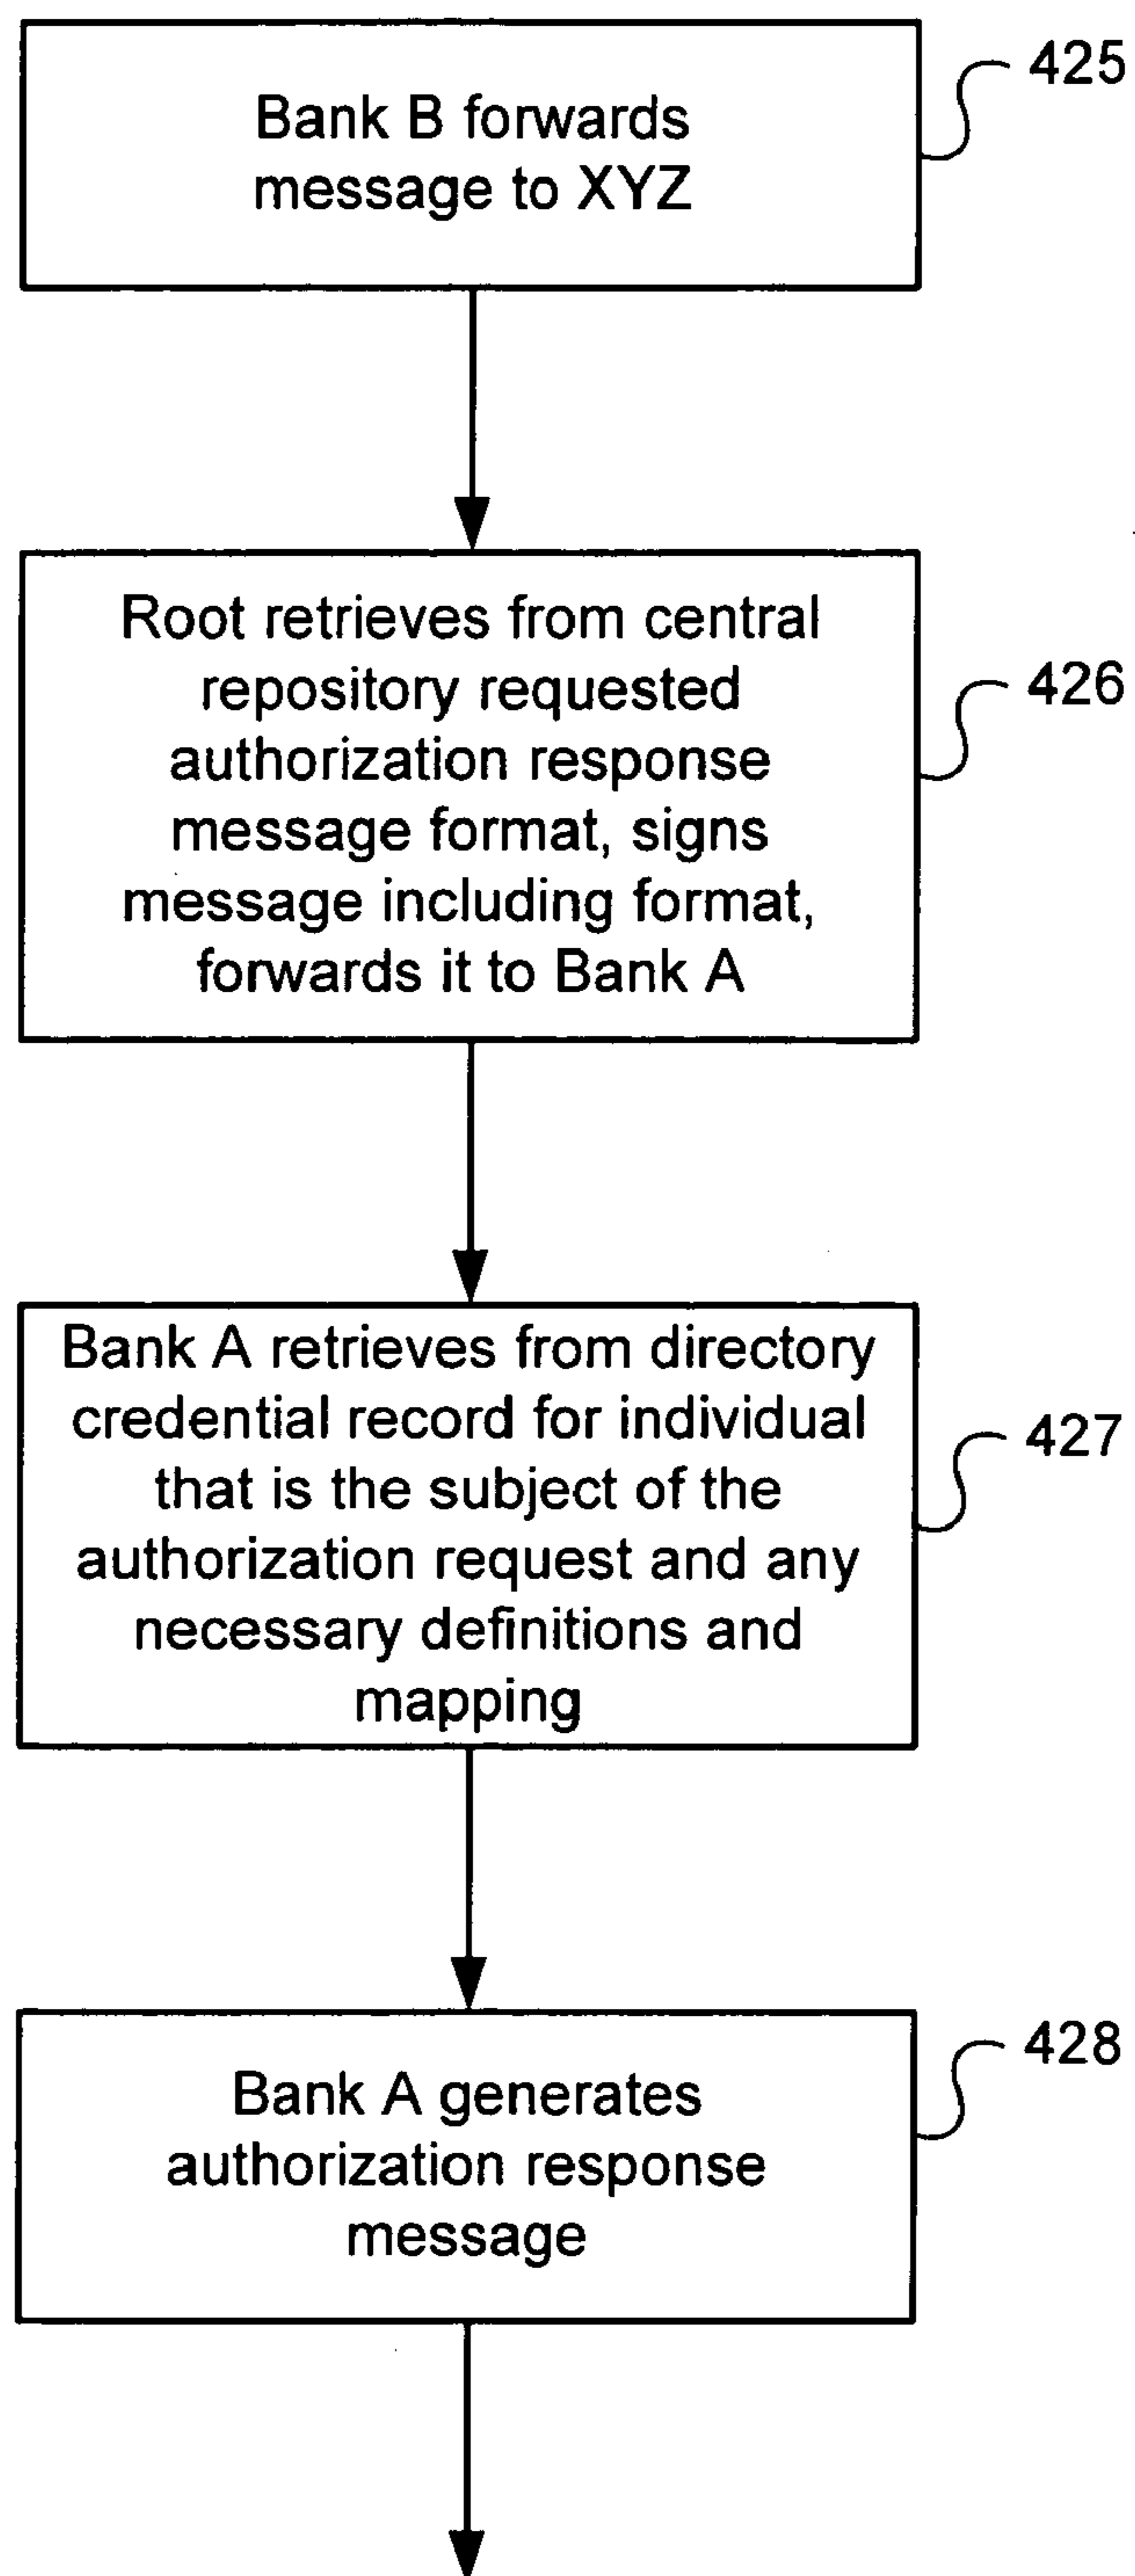 Bank B forwards
message to XYZ
425
Root retrieves from central
repository requested
authorization response
message format, signs
message including format,
forwards it to Bank A
426
Bank A retrieves from directory
credential record for individual
that is the subject of the
authorization request and any
necessary definitions and
mapping
427
Bank A generates
authorization response
message
428